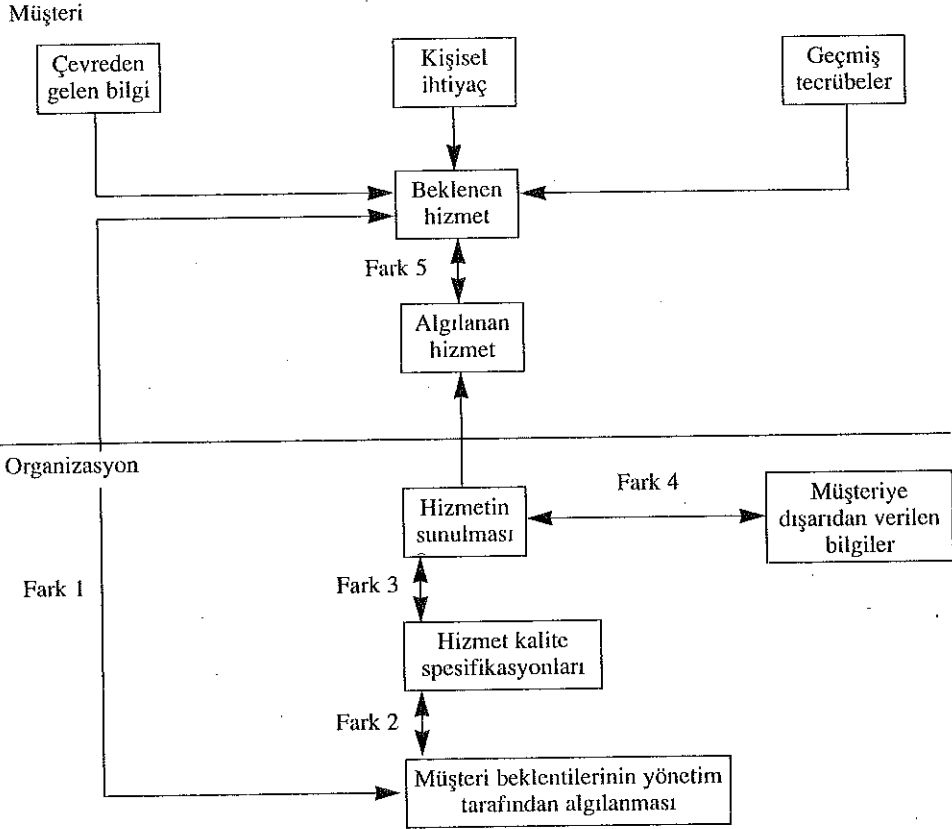 Müşteri
Çevreden
gelen bilgi
Kişisel
ihtiyaç
Geçmiş
tecrübeler
Beklenen
hizmet
Fark 5
Algılanan
hizmet
Organizasyon
Hizmetin
sunulması
Fark 4
Müşteriye
dışarıdan verilen
bilgiler
Fark 1
Fark 3
Hizmet kalite
spesifikasyonları
Fark 2
Müşteri beklentilerinin yönetim
tarafından algılanması